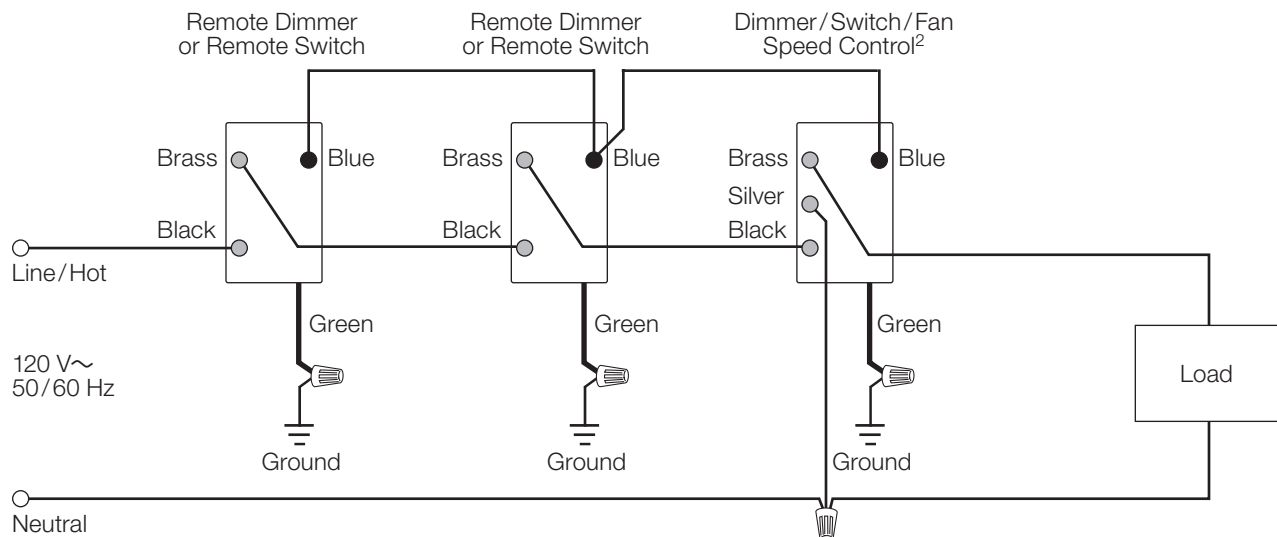 Remote Dimmer
or Remote Switch
Remote Dimmer
or Remote Switch
Dimmer/Switch/Fan
Speed Control2
Brass
Blue
Brass
Blue
Brass
Blue
Silver
Black
Black
Black
Line/Hot
Green
Green
Green
120 V~
50/60 Hz
Load
Ground
Ground
Ground
Neutral